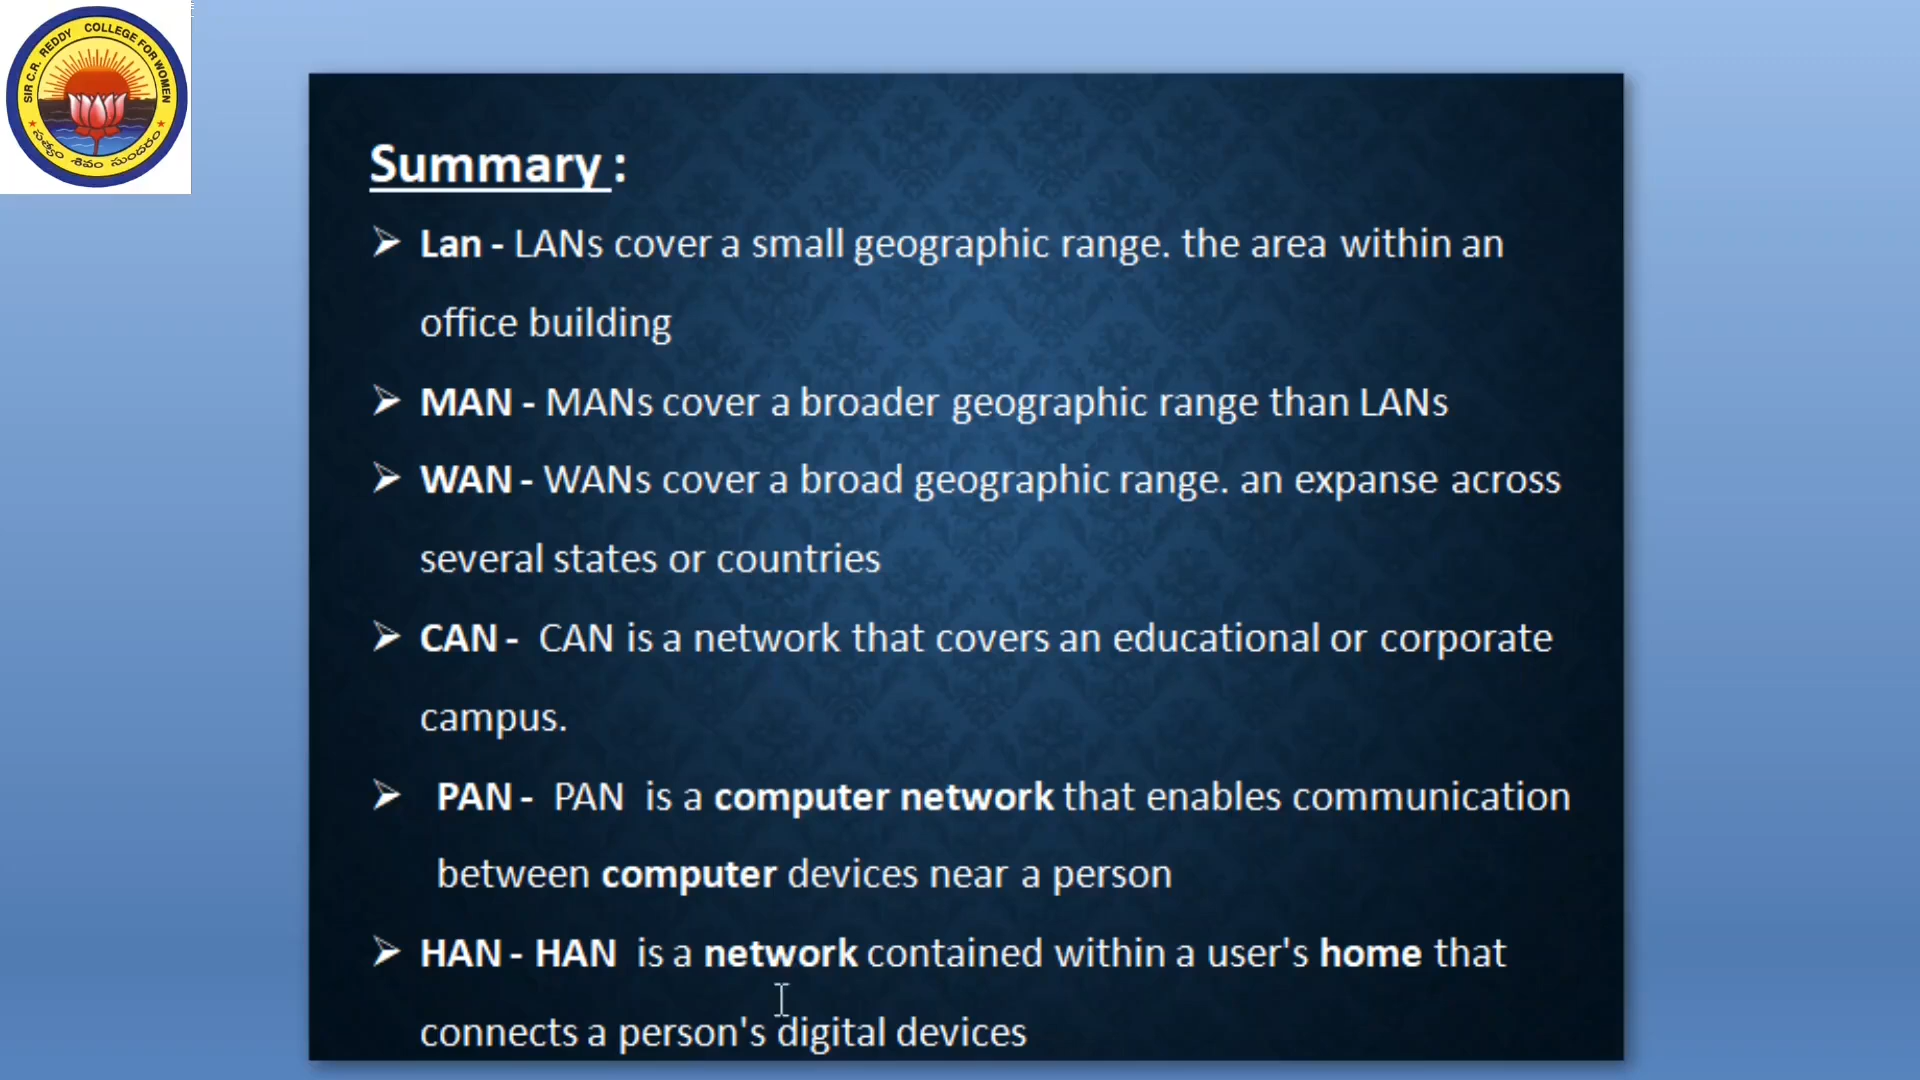 SIR C.R. REDDY COLLEGE FOR WOMEN
సత్యం శివం సుందరం
Summary :
➢ Lan - LANs cover a small geographic range. the area within an
office building
➢ MAN - MANs cover a broader geographic range than LANs
➢ WAN - WANs cover a broad geographic range. an expanse across
several states or countries
➢ CAN - CAN is a network that covers an educational or corporate
campus.
➢ PAN - PAN is a computer network that enables communication
between computer devices near a person
➢ HAN - HAN is a network contained within a user's home that
connects a person's digital devices